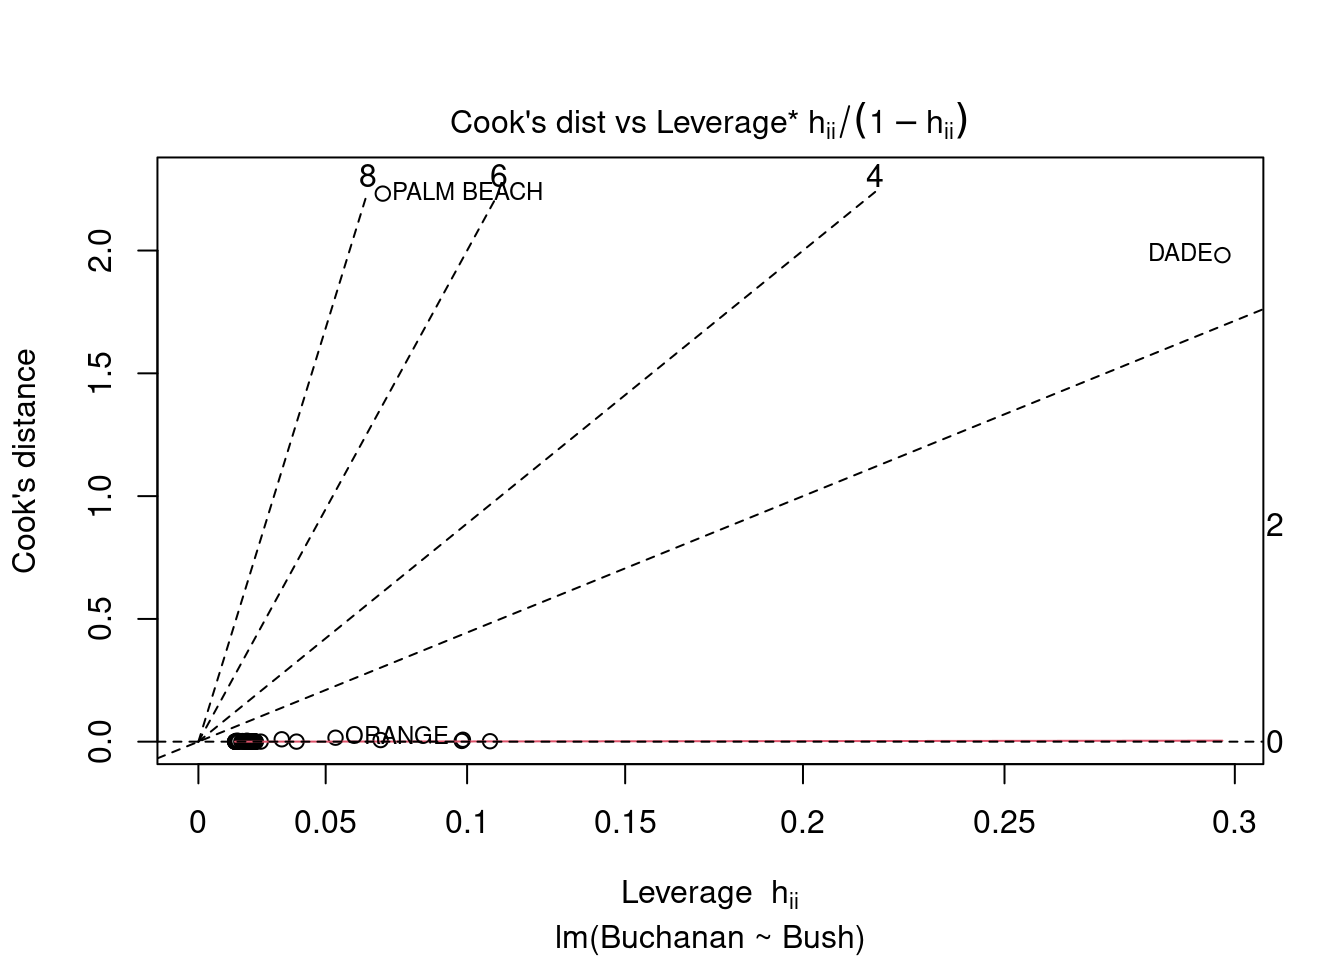 Cook's dist vs Leverage* hii/(1 − hii)
8
6
4
PALM BEACH
DADE
2
0
ORANGE
Cook's distance
2.0
1.5
1.0
0.5
0.0
0 0.05 0.1 0.15 0.2 0.25 0.3
Leverage hii
lm(Buchanan ~ Bush)